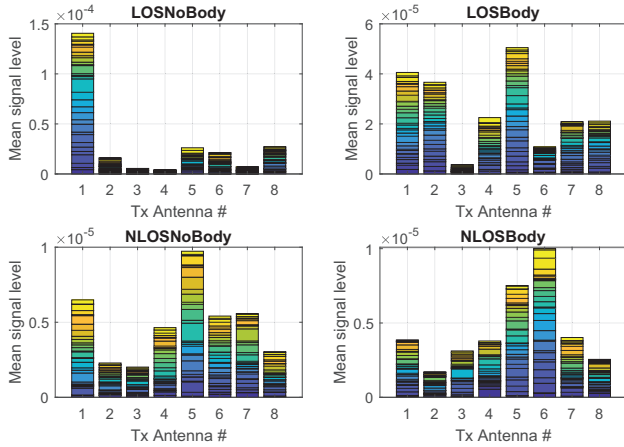 LOSNoBody
×10⁻⁴
1.5
1
0.5
0
Mean signal level
1 2 3 4 5 6 7 8
Tx Antenna #
LOSBody
×10⁻⁵
6
4
2
0
Mean signal level
1 2 3 4 5 6 7 8
Tx Antenna #
NLOSNoBody
×10⁻⁵
1
0.5
0
Mean signal level
1 2 3 4 5 6 7 8
Tx Antenna #
NLOSBody
×10⁻⁵
1
0.5
0
Mean signal level
1 2 3 4 5 6 7 8
Tx Antenna #